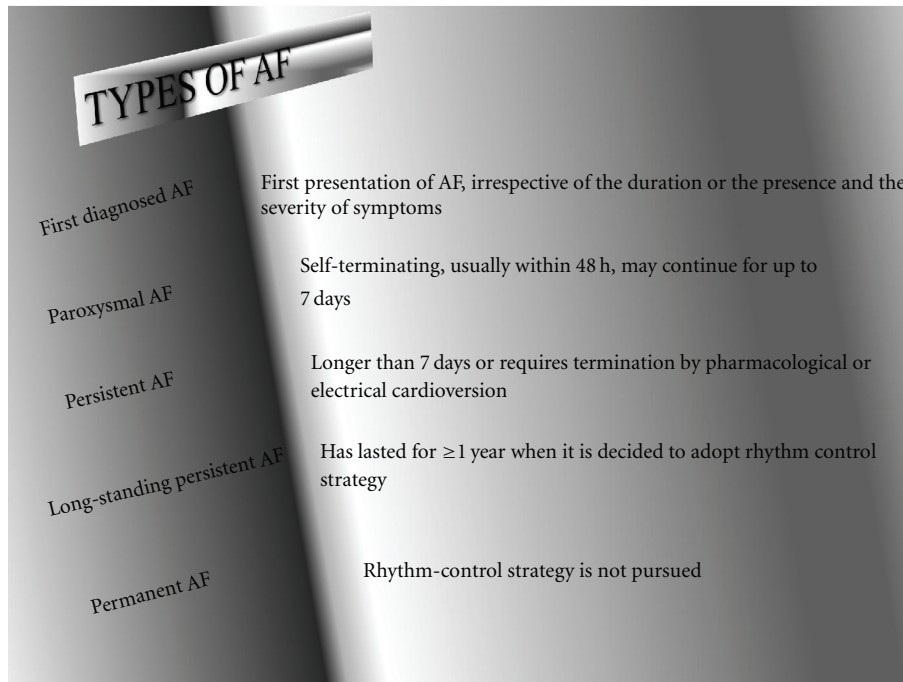 TYPES OF AF
First diagnosed AF
First presentation of AF, irrespective of the duration or the presence and the
severity of symptoms
Paroxysmal AF
Self-terminating, usually within 48 h, may continue for up to
7 days
Persistent AF
Longer than 7 days or requires termination by pharmacological or
electrical cardioversion
Long-standing persistent AF
Has lasted for ≥1 year when it is decided to adopt rhythm control
strategy
Permanent AF
Rhythm-control strategy is not pursued